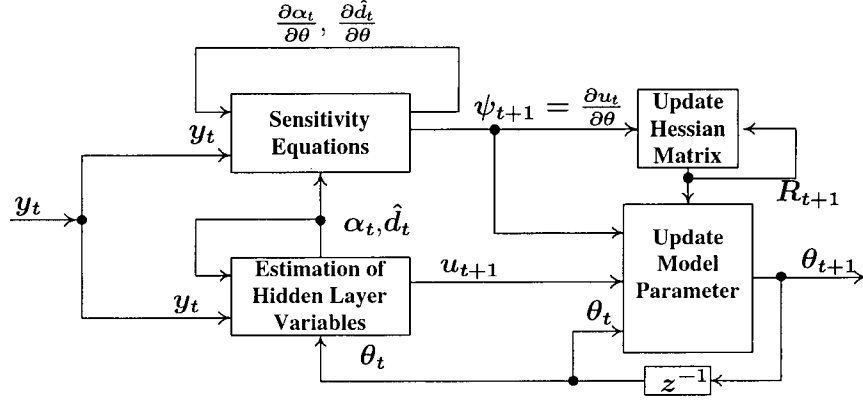 ∂α_t/∂θ, ∂d̂_t/∂θ
Sensitivity
Equations
y_t
ψ_{t+1} = ∂u_t/∂θ
Update
Hessian
Matrix
R_{t+1}
y_t
α_t, d̂_t
Estimation of
Hidden Layer
Variables
y_t
u_{t+1}
Update
Model
Parameter
θ_{t+1}
θ_t
θ_t
z^{-1}